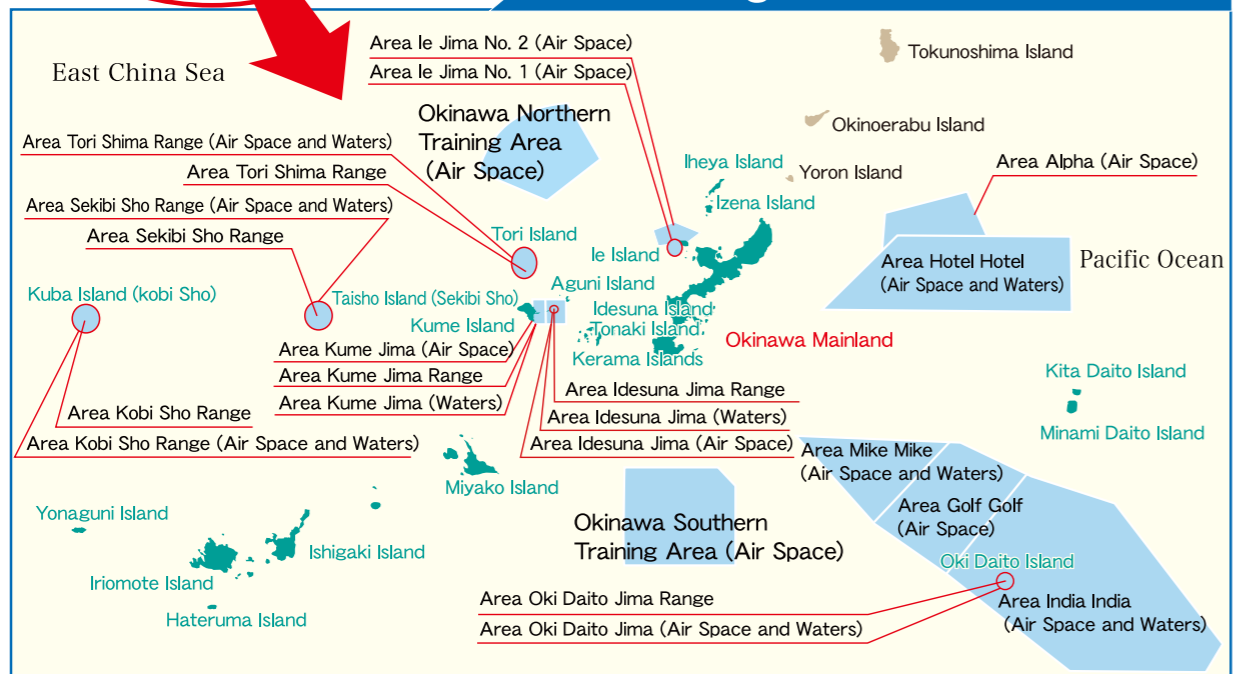 East China Sea
Area Ie Jima No. 2 (Air Space)
Area Ie Jima No. 1 (Air Space)
Tokunoshima Island
Okinawa Northern
Training Area
(Air Space)
Okinoerabu Island
Area Tori Shima Range (Air Space and Waters)
Area Tori Shima Range
Iheya Island
Yoron Island
Area Alpha (Air Space)
Area Sekibi Sho Range (Air Space and Waters)
Area Sekibi Sho Range
Izena Island
Tori Island
Ie Island
Area Hotel Hotel
(Air Space and Waters)
Pacific Ocean
Kuba Island (kobi Sho)
Taisho Island (Sekibi Sho)
Aguni Island
Kume Island
Idesuna Island
Tonaki Island
Kerama Islands
Okinawa Mainland
Area Kume Jima (Air Space)
Area Kume Jima Range
Area Kume Jima (Waters)
Area Idesuna Jima Range
Area Idesuna Jima (Waters)
Area Idesuna Jima (Air Space)
Kita Daito Island
Minami Daito Island
Area Kobi Sho Range
Area Kobi Sho Range (Air Space and Waters)
Area Mike Mike
(Air Space and Waters)
Miyako Island
Area Golf Golf
(Air Space)
Yonaguni Island
Okinawa Southern
Training Area (Air Space)
Ishigaki Island
Iriomote Island
Hateruma Island
Oki Daito Island
Area Oki Daito Jima Range
Area Oki Daito Jima (Air Space and Waters)
Area India India
(Air Space and Waters)